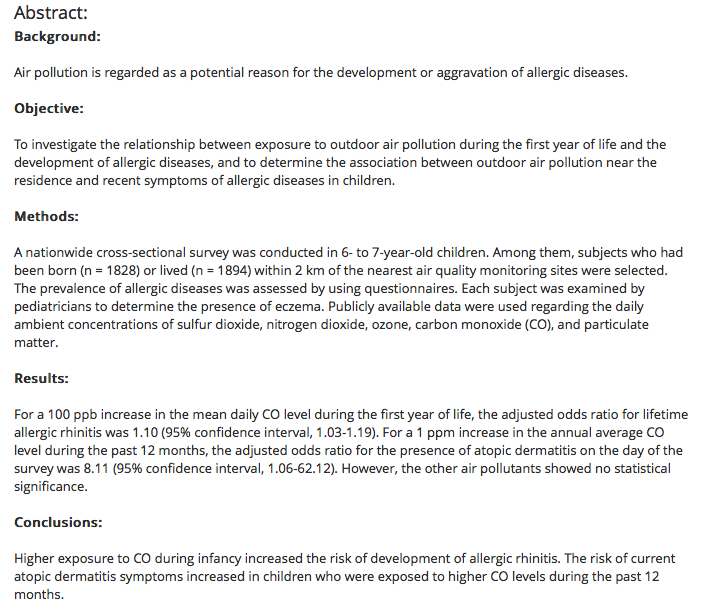 Abstract:
Background:
Air pollution is regarded as a potential reason for the development or aggravation of allergic diseases.
Objective:
To investigate the relationship between exposure to outdoor air pollution during the first year of life and the
development of allergic diseases, and to determine the association between outdoor air pollution near the
residence and recent symptoms of allergic diseases in children.
Methods:
A nationwide cross-sectional survey was conducted in 6- to 7-year-old children. Among them, subjects who had
been born (n = 1828) or lived (n = 1894) within 2 km of the nearest air quality monitoring sites were selected.
The prevalence of allergic diseases was assessed by using questionnaires. Each subject was examined by
pediatricians to determine the presence of eczema. Publicly available data were used regarding the daily
ambient concentrations of sulfur dioxide, nitrogen dioxide, ozone, carbon monoxide (CO), and particulate
matter.
Results:
For a 100 ppb increase in the mean daily CO level during the first year of life, the adjusted odds ratio for lifetime
allergic rhinitis was 1.10 (95% confidence interval, 1.03-1.19). For a 1 ppm increase in the annual average CO
level during the past 12 months, the adjusted odds ratio for the presence of atopic dermatitis on the day of the
survey was 8.11 (95% confidence interval, 1.06-62.12). However, the other air pollutants showed no statistical
significance.
Conclusions:
Higher exposure to CO during infancy increased the risk of development of allergic rhinitis. The risk of current
atopic dermatitis symptoms increased in children who were exposed to higher CO levels during the past 12
months.